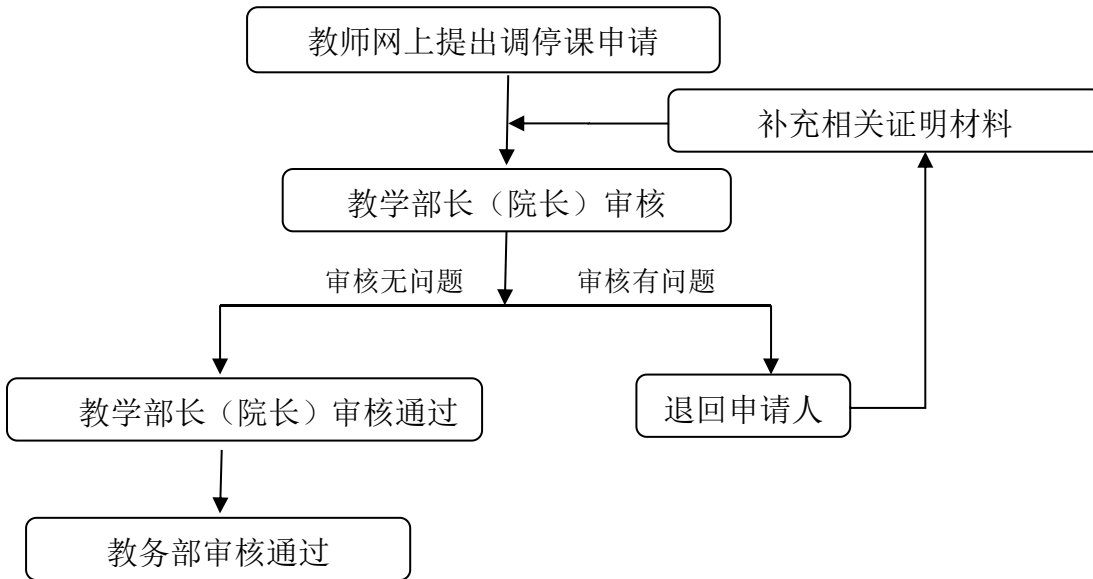 教师网上提出调停课申请
补充相关证明材料
教学部长（院长）审核
审核无问题
审核有问题
教学部长（院长）审核通过
退回申请人
教务部审核通过